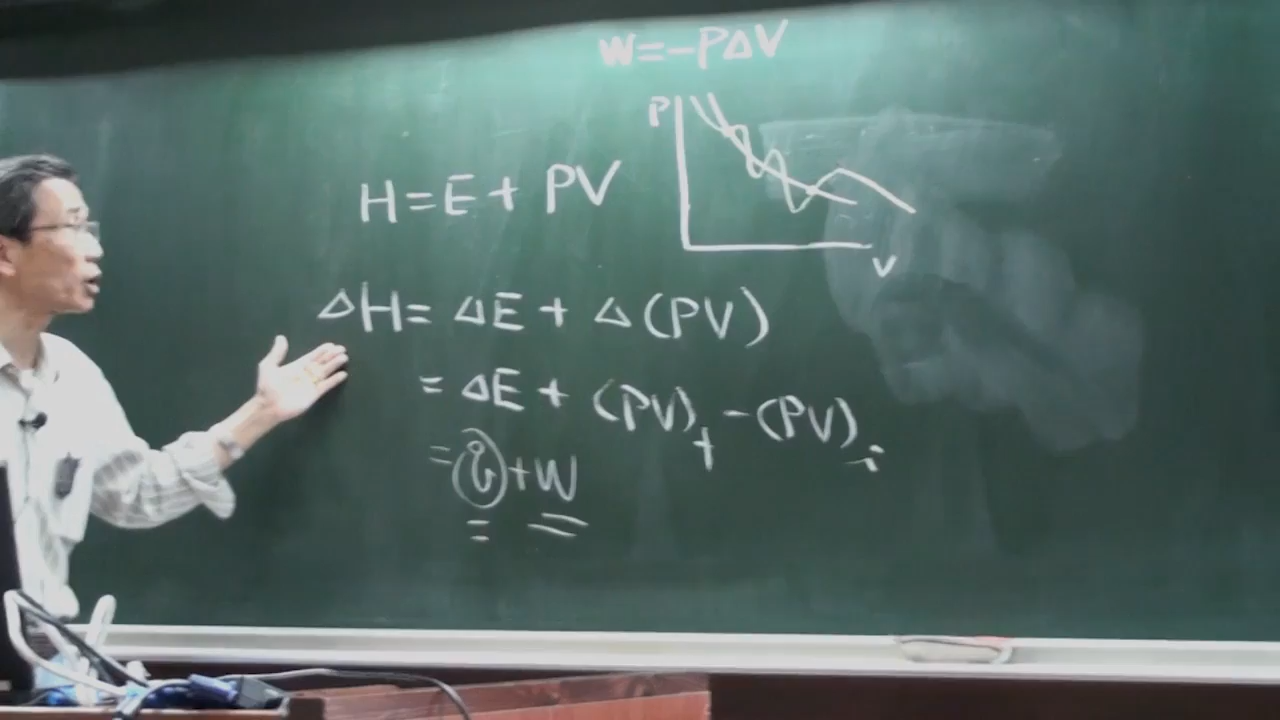 W=-PΔV
P
V
H=E+PV
ΔH=ΔE+Δ(PV)
=ΔE+(PV)f-(PV)i
=q+W